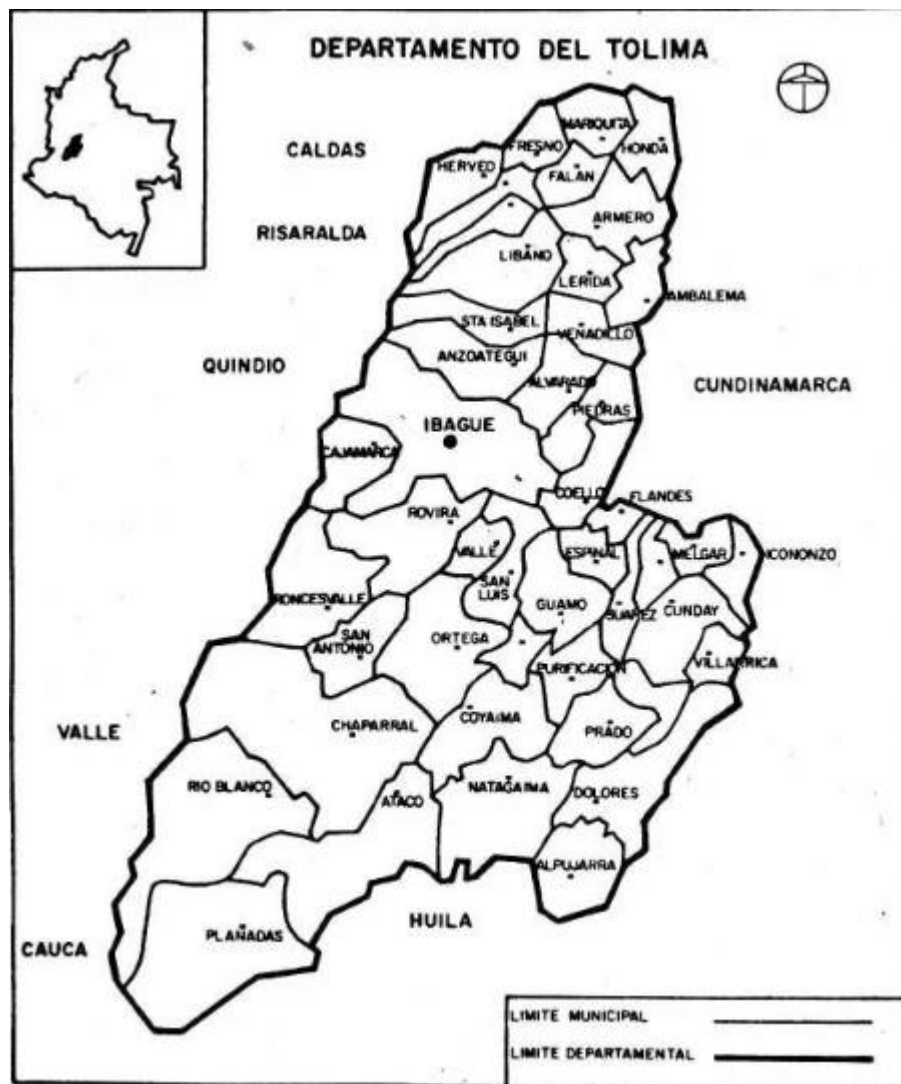 DEPARTAMENTO DEL TOLIMA
MARIQUITA
CALDAS
FRESNO
HONDA
HERVEO
FALAN
RISARALDA
ARMERO
LIBANO
LERIDA
AMBALEMA
STA ISABEL
VENADILLO
ANZOATEGUI
QUINDIO
ALVARADO
CUNDINAMARCA
PIEDRAS
IBAGUE
CAJAMARCA
COELLO
FLANDES
ROVIRA
VALLE
ESPINAL
MELGAR
ICONONZO
SAN
LUIS
RONCESVALLE
GUAMO
SUAREZ
CUNDAY
SAN
ANTONIO
ORTEGA
VILLARRICA
PURIFICACION
VALLE
CHAPARRAL
COYAIMA
PRADO
RIO BLANCO
ATACO
NATAGAIMA
DOLORES
ALPUJARRA
HUILA
PLAÑADAS
CAUCA
LIMITE MUNICIPAL
LIMITE DEPARTAMENTAL